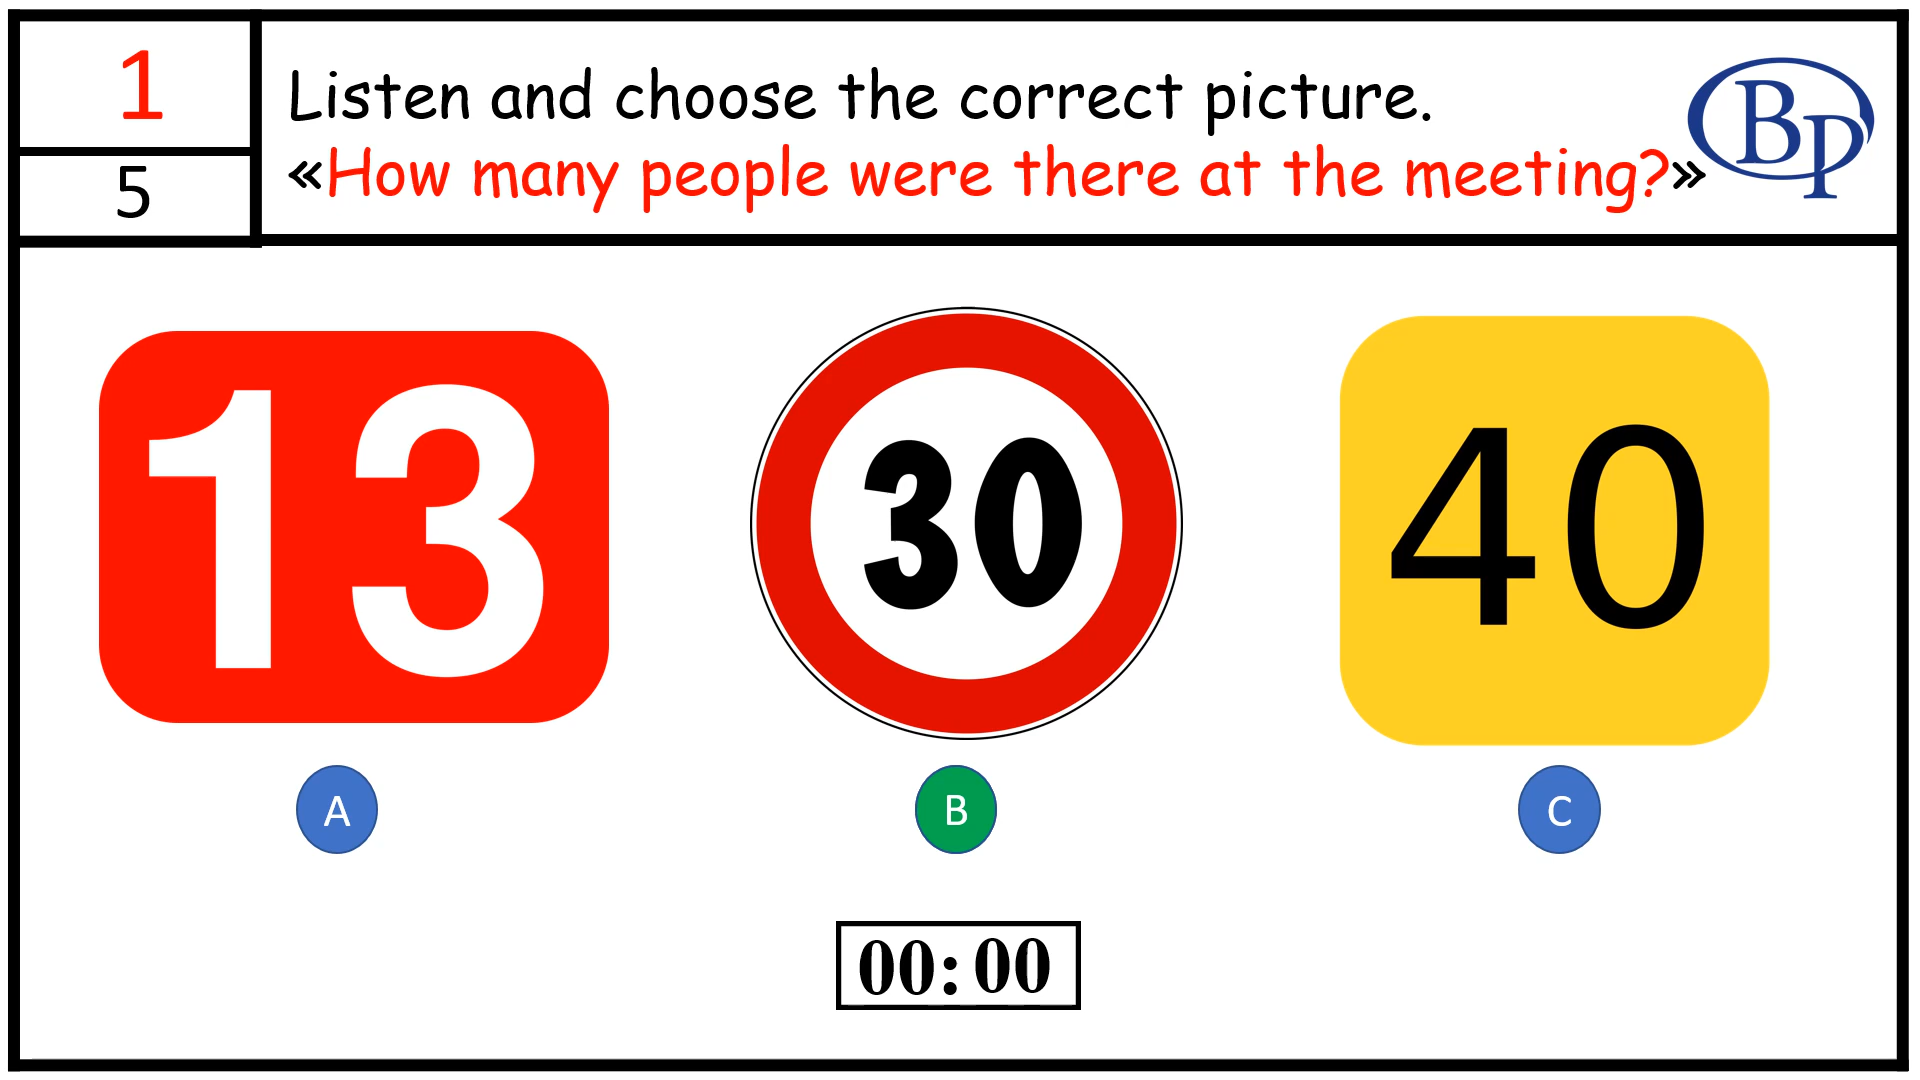 1
5
Listen and choose the correct picture.
«How many people were there at the meeting?»
BP
13
30
40
A
B
C
00:00